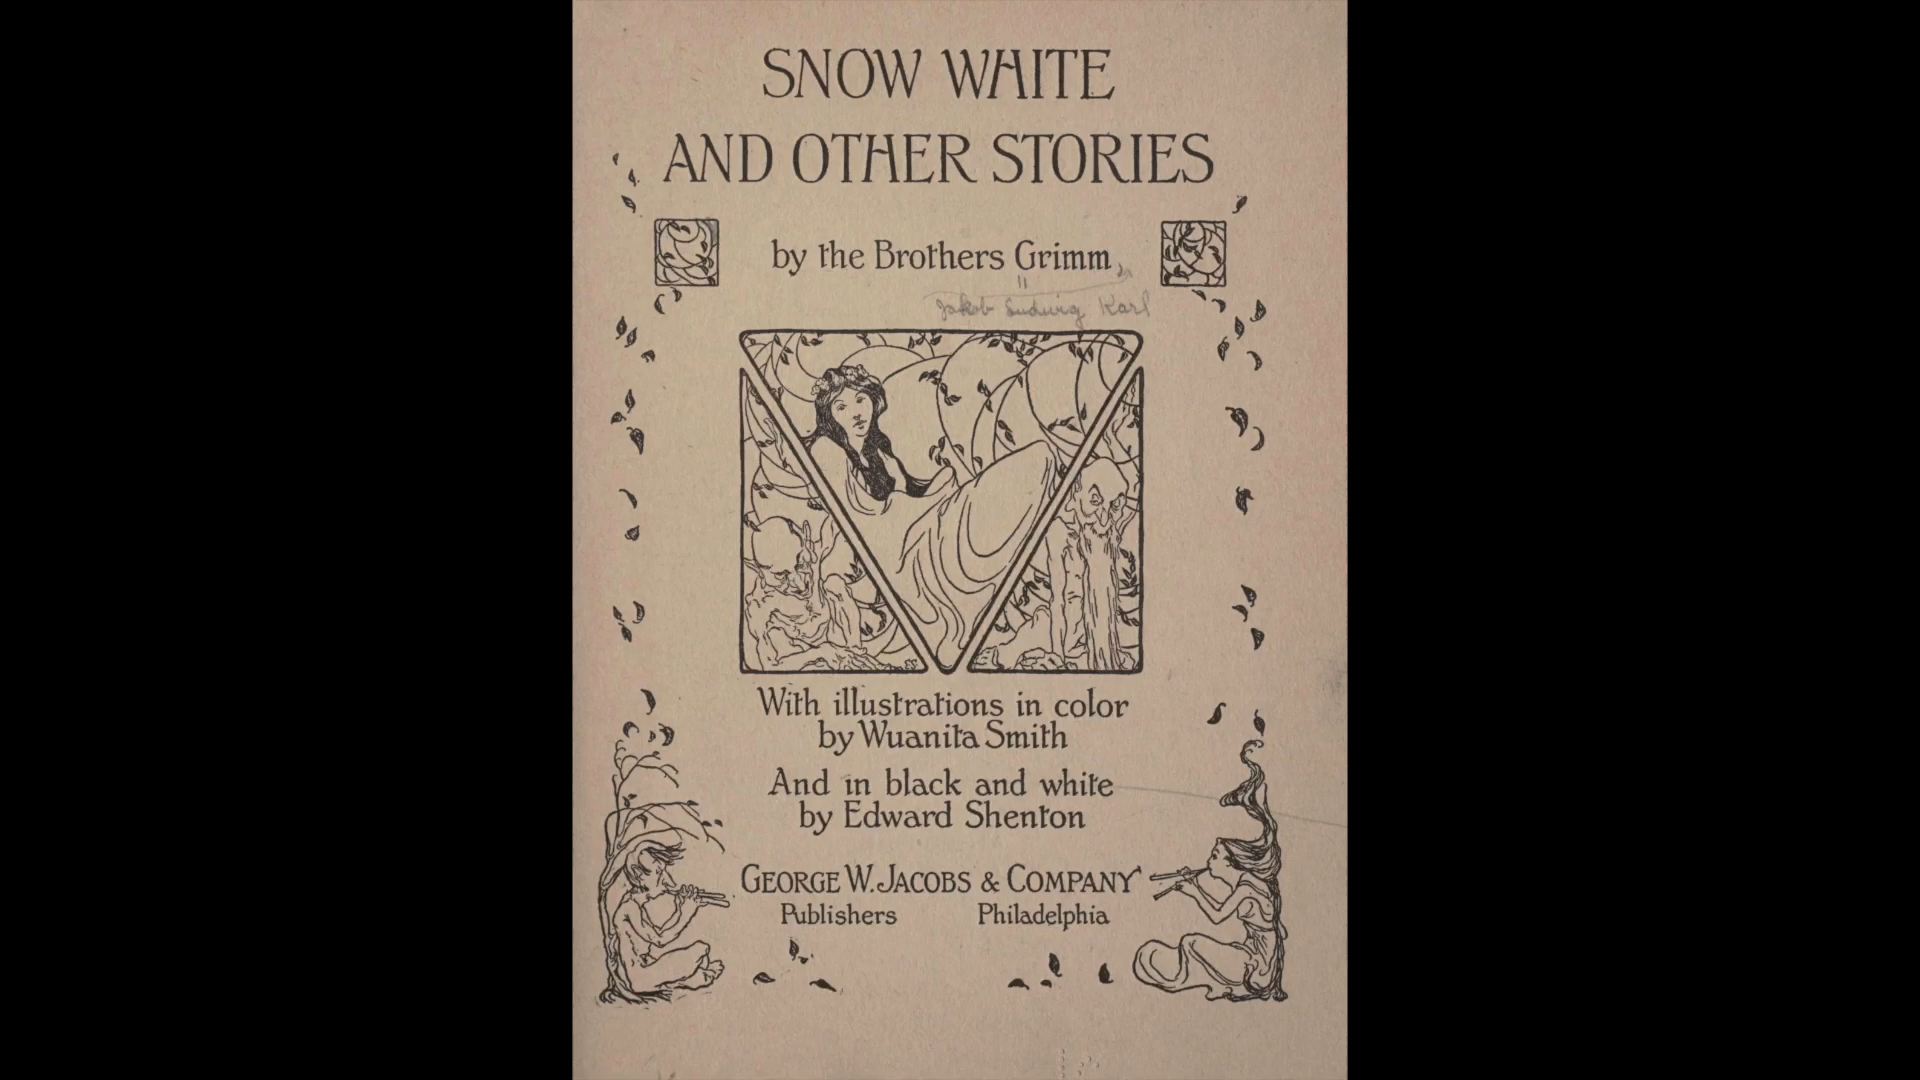 SNOW WHITE
AND OTHER STORIES
by the Brothers Grimm
Jakob Ludwig Karl
With illustrations in color
by Wuanita Smith
And in black and white
by Edward Shenton
GEORGE W. JACOBS & COMPANY
Publishers Philadelphia